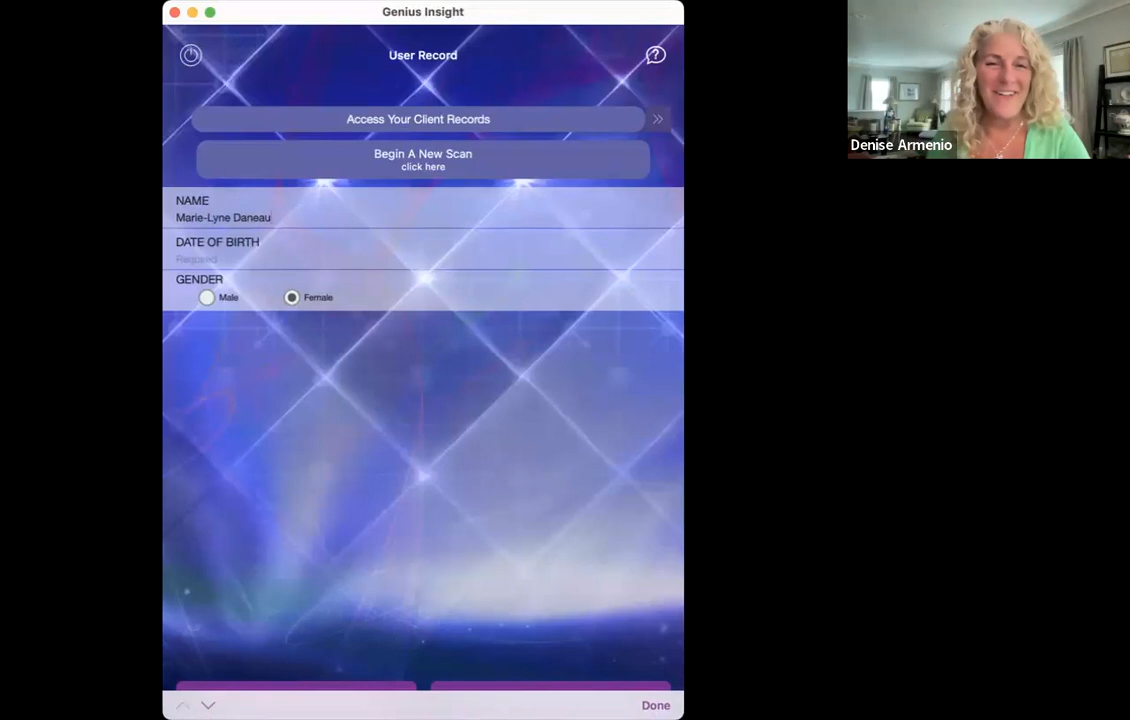 Genius Insight
User Record
Access Your Client Records
Begin A New Scan
click here
NAME
Marie-Lyne Daneau
DATE OF BIRTH
Required
GENDER
Male
Female
Done
Denise Armenio